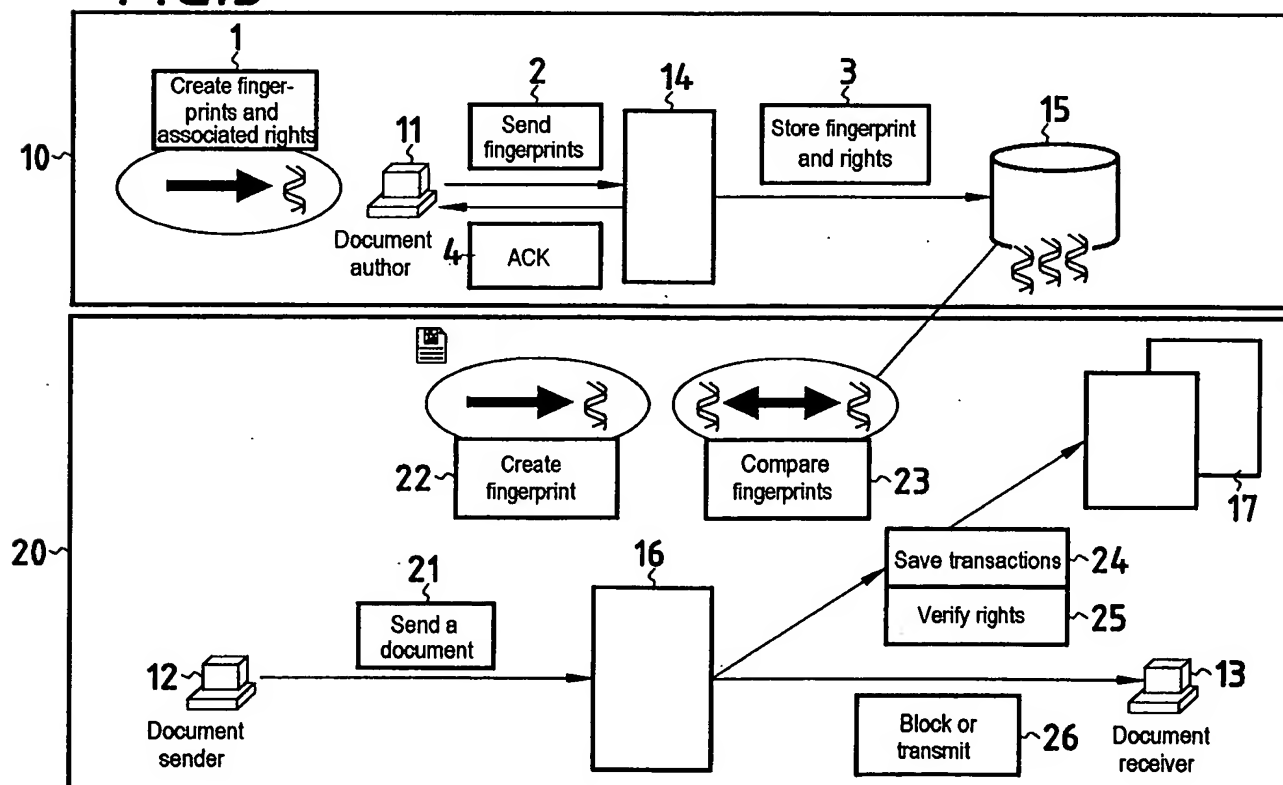 1
Create finger-
prints and
associated rights
2
Send
fingerprints
14
3
Store fingerprint
and rights
15
10
11
Document
author
4
ACK
22
Create
fingerprint
Compare
fingerprints
23
17
20
21
Send a
document
16
Save transactions
24
Verify rights
25
12
Document
sender
13
Document
receiver
Block or
transmit
26